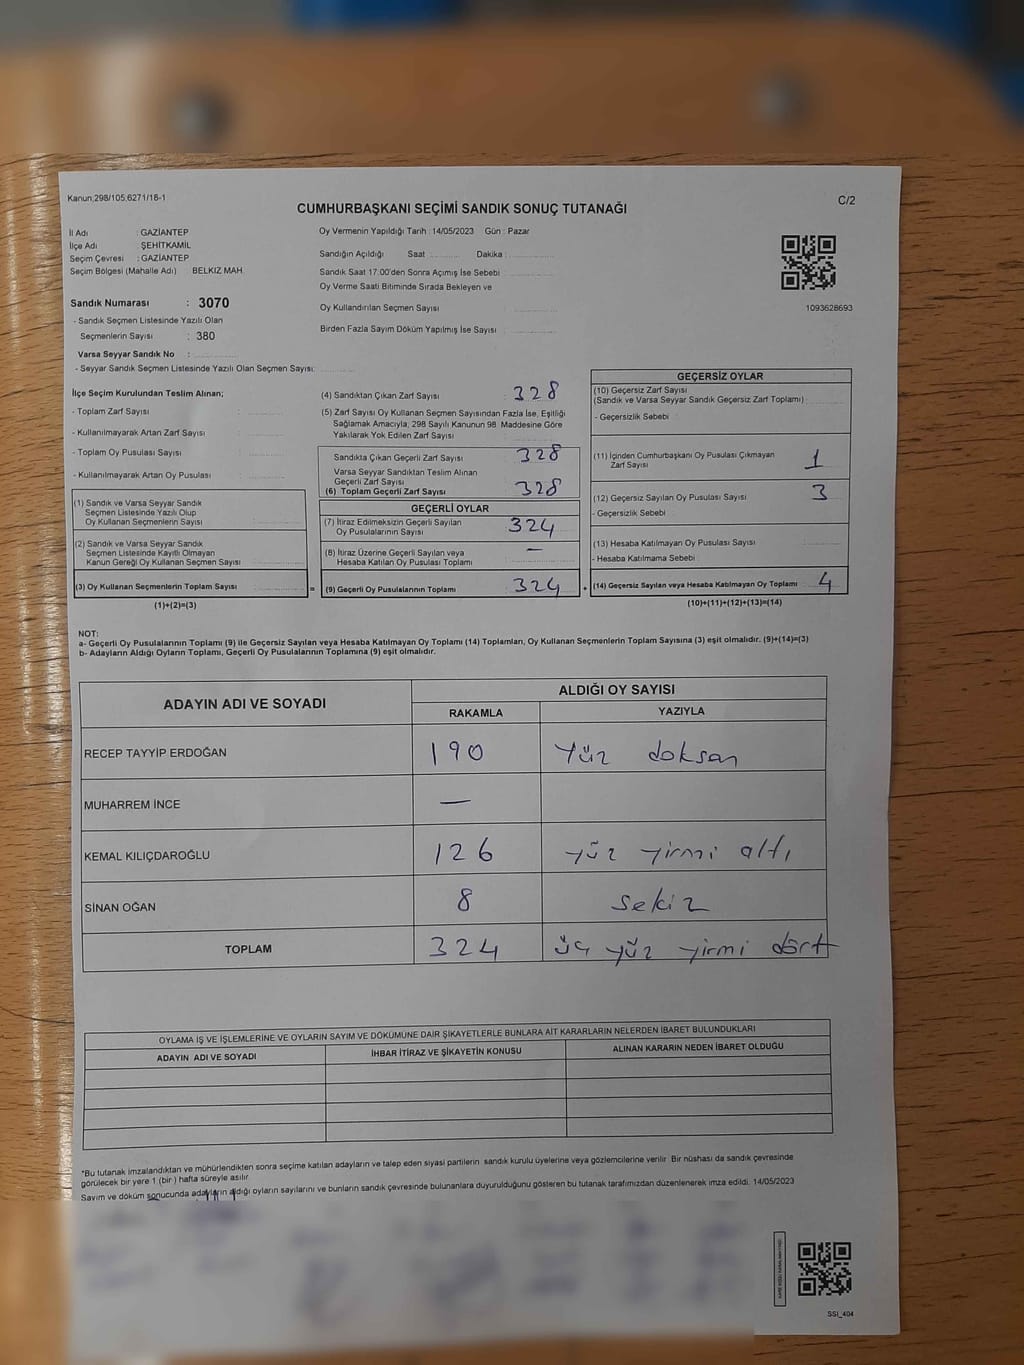 Kanun:298/105,6271/16-1
C/2
CUMHURBAŞKANI SEÇİMİ SANDIK SONUÇ TUTANAĞI
İl Adı : GAZİANTEP
İlçe Adı : ŞEHİTKAMİL
Seçim Çevresi : GAZİANTEP
Seçim Bölgesi (Mahalle Adı) BELKIZ MAH.
Sandık Numarası : 3070
- Sandık Seçmen Listesinde Yazılı Olan
Seçmenlerin Sayısı : 380
Varsa Seyyar Sandık No :
- Seyyar Sandık Seçmen Listesinde Yazılı Olan Seçmen Sayısı:
Oy Vermenin Yapıldığı Tarih : 14/05/2023 Gün : Pazar
Sandığın Açıldığı Saat Dakika :
Sandık Saat 17:00'den Sonra Açımış İse Sebebi
Oy Verme Saati Bitiminde Sırada Bekleyen ve
Oy Kullandırılan Seçmen Sayısı
Birden Fazla Sayım Döküm Yapılmış İse Sayısı
1093628693
İlçe Seçim Kurulundan Teslim Alınan;
- Toplam Zarf Sayısı :
- Kullanılmayarak Artan Zarf Sayısı :
- Toplam Oy Pusulası Sayısı :
- Kullanılmayarak Artan Oy Pusulası :
(1) Sandık ve Varsa Seyyar Sandık
Seçmen Listesinde Yazılı Olup
Oy Kullanan Seçmenlerin Sayısı :
(2) Sandık ve Varsa Seyyar Sandık
Seçmen Listesinde Kayıtlı Olmayan
Kanun Gereği Oy Kullanan Seçmen Sayısı
(3) Oy Kullanan Seçmenlerin Toplam Sayısı =
(1)+(2)=(3)
(4) Sandıktan Çıkan Zarf Sayısı : 328
(5) Zarf Sayısı Oy Kullanan Seçmen Sayısından Fazla İse, Eşitliği
Sağlamak Amacıyla, 298 Sayılı Kanunun 98. Maddesine Göre
Yakılarak Yok Edilen Zarf Sayısı
Sandıkta Çıkan Geçerli Zarf Sayısı 328
Varsa Seyyar Sandıktan Teslim Alınan
Geçerli Zarf Sayısı
(6) Toplam Geçerli Zarf Sayısı 328
GEÇERLİ OYLAR
(7) İtiraz Edilmeksizin Geçerli Sayılan
Oy Pusulalarının Sayısı 324
(8) İtiraz Üzerine Geçerli Sayılan veya
Hesaba Katılan Oy Pusulası Toplamı —
(9) Geçerli Oy Pusulalarının Toplamı 324 +
GEÇERSİZ OYLAR
(10) Geçersiz Zarf Sayısı
(Sandık ve Varsa Seyyar Sandık Geçersiz Zarf Toplamı)
- Geçersizlik Sebebi :
(11) İçinden Cumhurbaşkanı Oy Pusulası Çıkmayan
Zarf Sayısı 1
(12) Geçersiz Sayılan Oy Pusulası Sayısı 3
- Geçersizlik Sebebi
(13) Hesaba Katılmayan Oy Pusulası Sayısı
- Hesaba Katılmama Sebebi
(14) Geçersiz Sayılan veya Hesaba Katılmayan Oy Toplamı 4
(10)+(11)+(12)+(13)=(14)
NOT:
a- Geçerli Oy Pusulalarının Toplamı (9) ile Geçersiz Sayılan veya Hesaba Katılmayan Oy Toplamı (14) Toplamları, Oy Kullanan Seçmenlerin Toplam Sayısına (3) eşit olmalıdır. (9)+(14)=(3)
b- Adayların Aldığı Oyların Toplamı, Geçerli Oy Pusulalarının Toplamına (9) eşit olmalıdır.
ADAYIN ADI VE SOYADI ALDIĞI OY SAYISI
RAKAMLA YAZIYLA
RECEP TAYYİP ERDOĞAN 190 Yüz doksan
MUHARREM İNCE —
KEMAL KILIÇDAROĞLU 126 yüz yirmi altı
SİNAN OĞAN 8 sekiz
TOPLAM 324 üç yüz yirmi dört
OYLAMA İŞ VE İŞLEMLERİNE VE OYLARIN SAYIM VE DÖKÜMÜNE DAİR ŞİKAYETLERLE BUNLARA AİT KARARLARIN NELERDEN İBARET BULUNDUKLARI
ADAYIN ADI VE SOYADI İHBAR İTİRAZ VE ŞİKAYETİN KONUSU ALINAN KARARIN NEDEN İBARET OLDUĞU
*Bu tutanak imzalandıktan ve mühürlendikten sonra seçime katılan adayların ve talep eden siyasi partilerin sandık kurulu üyelerine veya gözlemcilerine verilir. Bir nüshası da sandık çevresinde
görülecek bir yere 1 (bir ) hafta süreyle asılır.
Sayım ve döküm sonucunda adayların aldığı oyların sayılarını ve bunların sandık çevresinde bulunanlara duyurulduğunu gösteren bu tutanak tarafımızdan düzenlenerek imza edildi. 14/05/2023
SSİ_404